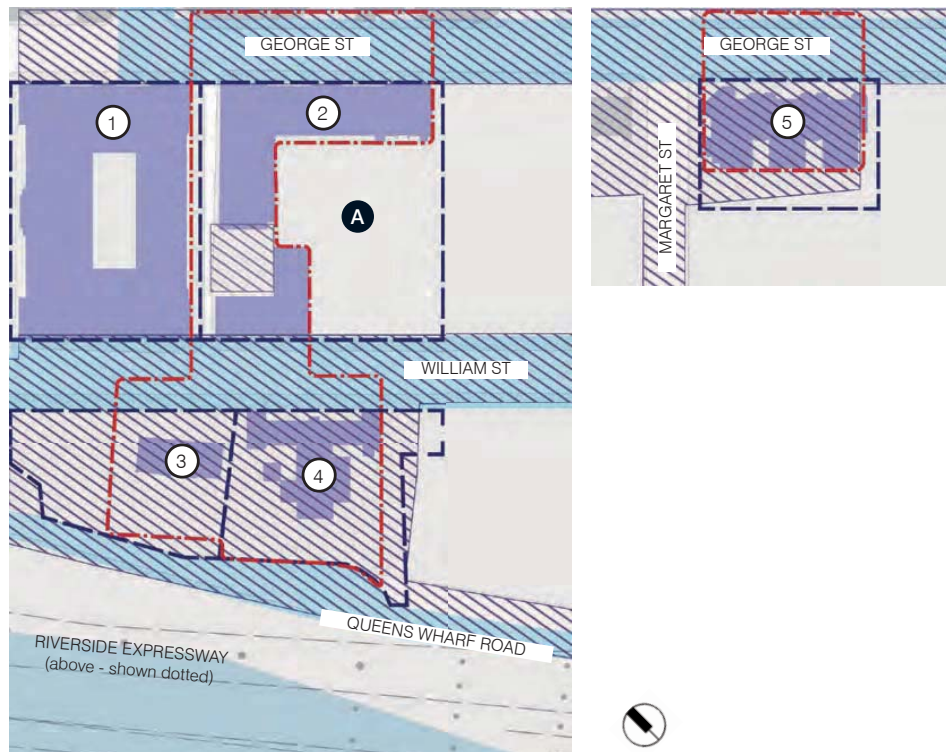 GEORGE ST
1
2
A
WILLIAM ST
3
4
QUEENS WHARF ROAD
RIVERSIDE EXPRESSWAY
(above - shown dotted)
GEORGE ST
5
MARGARET ST